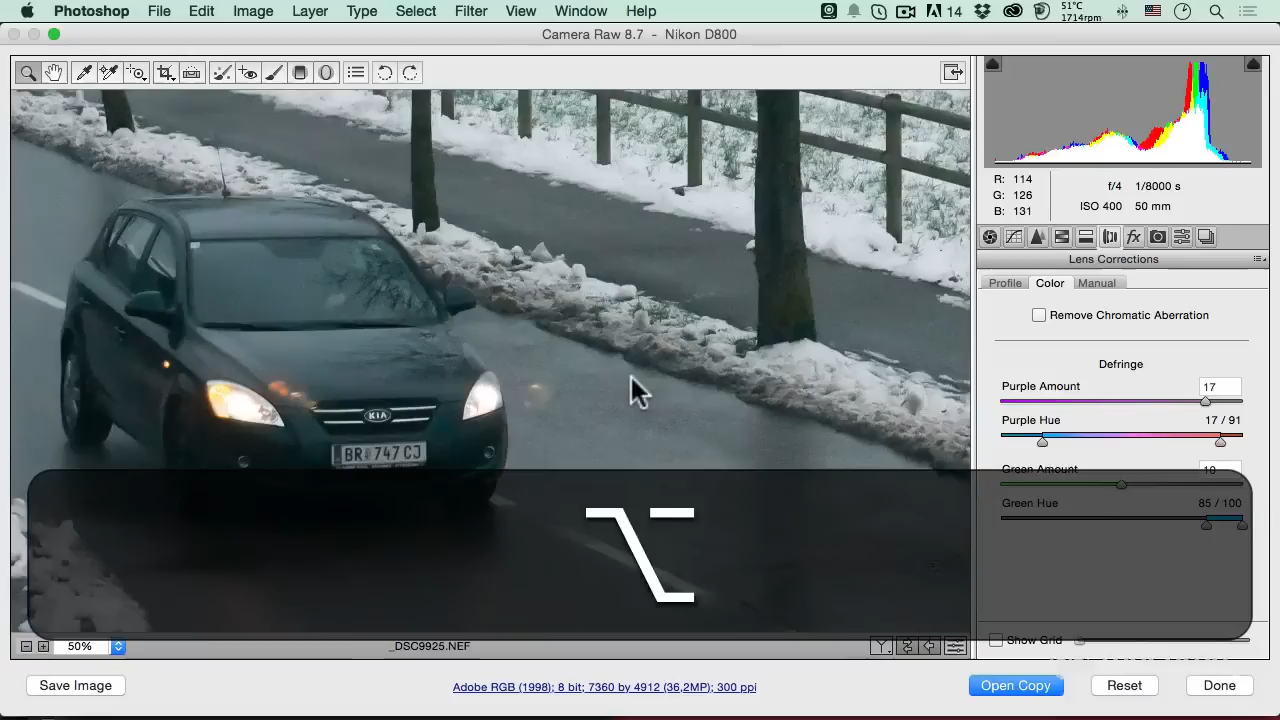 Photoshop File Edit Image Layer Type Select Filter View Window Help 14 51°C 1714rpm
Camera Raw 8.7 - Nikon D800
R: 114
G: 126
B: 131
f/4 1/8000 s
ISO 400 50 mm
Lens Corrections
Profile Color Manual
Remove Chromatic Aberration
Defringe
Purple Amount 17
Purple Hue 17 / 91
Green Amount 10
Green Hue 85 / 100
KIA
BR 747 CJ
Show Grid
50% _DSC9925.NEF
Save Image Adobe RGB (1998); 8 bit; 7360 by 4912 (36,2MP); 300 ppi Open Copy Reset Done